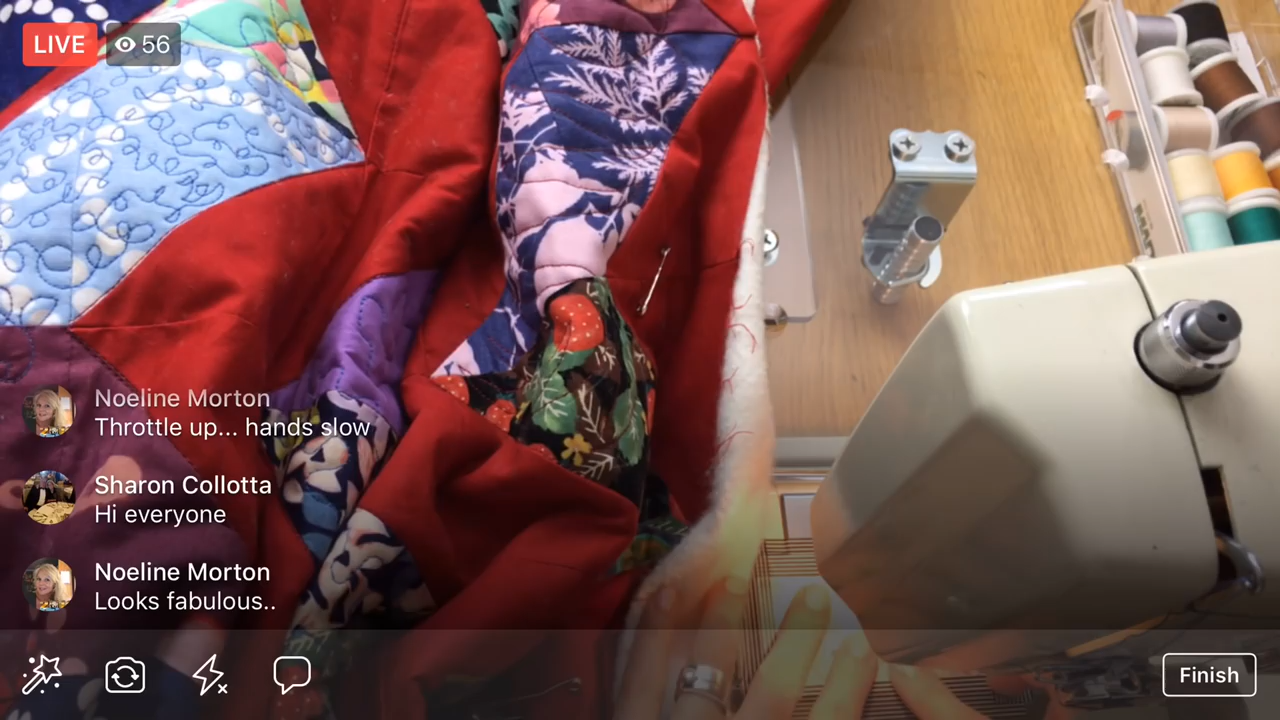 LIVE 56
Noeline Morton
Throttle up... hands slow
Sharon Collotta
Hi everyone
Noeline Morton
Looks fabulous..
Finish